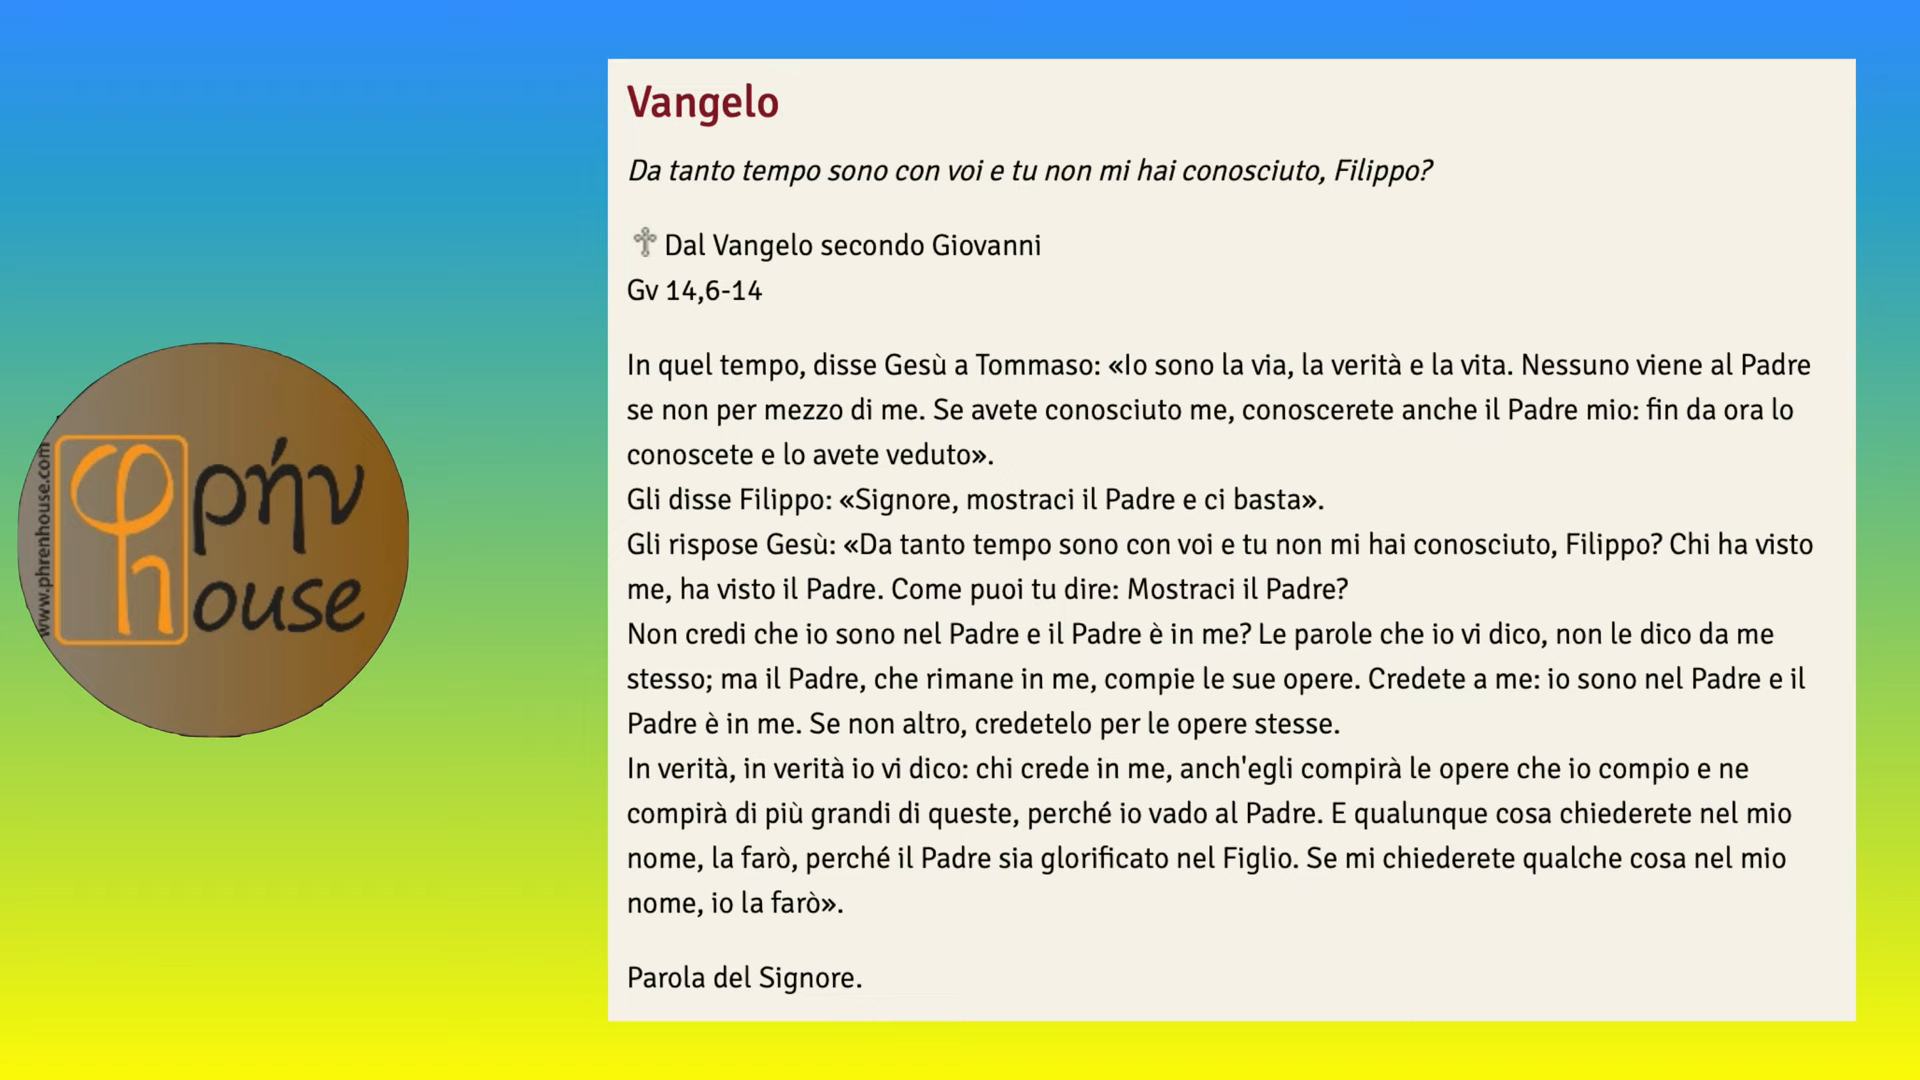 Vangelo
Da tanto tempo sono con voi e tu non mi hai conosciuto, Filippo?
Dal Vangelo secondo Giovanni
Gv 14,6-14
In quel tempo, disse Gesù a Tommaso: «Io sono la via, la verità e la vita. Nessuno viene al Padre
se non per mezzo di me. Se avete conosciuto me, conoscerete anche il Padre mio: fin da ora lo
conoscete e lo avete veduto».
Gli disse Filippo: «Signore, mostraci il Padre e ci basta».
Gli rispose Gesù: «Da tanto tempo sono con voi e tu non mi hai conosciuto, Filippo? Chi ha visto
me, ha visto il Padre. Come puoi tu dire: Mostraci il Padre?
Non credi che io sono nel Padre e il Padre è in me? Le parole che io vi dico, non le dico da me
stesso; ma il Padre, che rimane in me, compie le sue opere. Credete a me: io sono nel Padre e il
Padre è in me. Se non altro, credetelo per le opere stesse.
In verità, in verità io vi dico: chi crede in me, anch'egli compirà le opere che io compio e ne
compirà di più grandi di queste, perché io vado al Padre. E qualunque cosa chiederete nel mio
nome, la farò, perché il Padre sia glorificato nel Figlio. Se mi chiederete qualche cosa nel mio
nome, io la farò».
Parola del Signore.
www.phrenhouse.com
φρήν
house